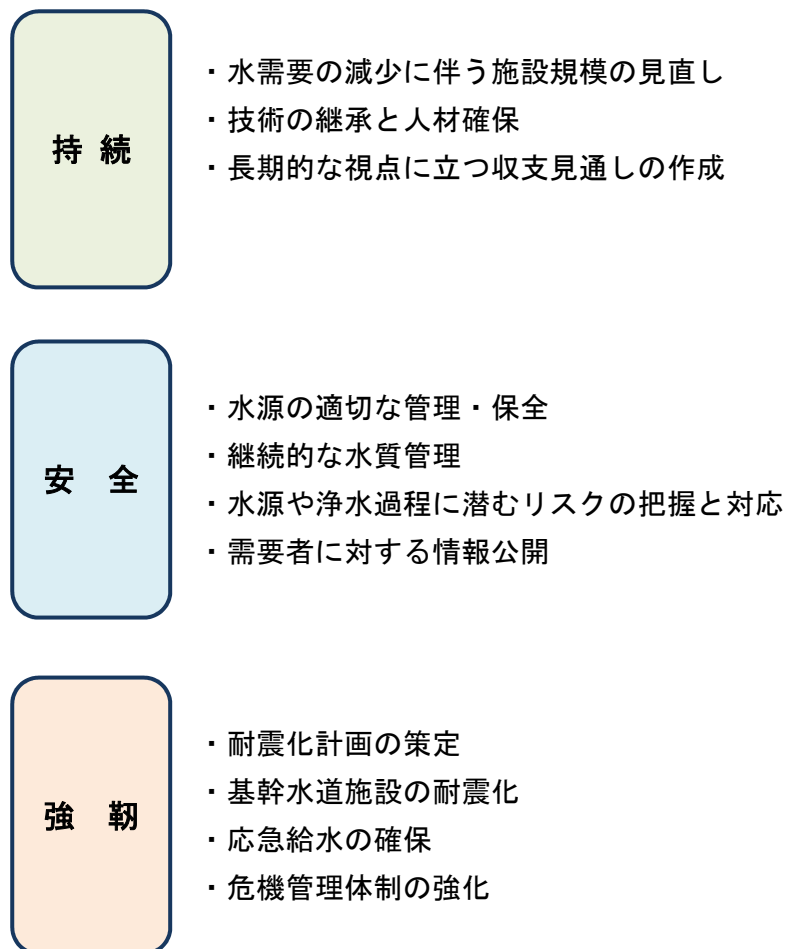 持 続
・水需要の減少に伴う施設規模の見直し
・技術の継承と人材確保
・長期的な視点に立つ収支見通しの作成
安 全
・水源の適切な管理・保全
・継続的な水質管理
・水源や浄水過程に潜むリスクの把握と対応
・需要者に対する情報公開
強 靭
・耐震化計画の策定
・基幹水道施設の耐震化
・応急給水の確保
・危機管理体制の強化